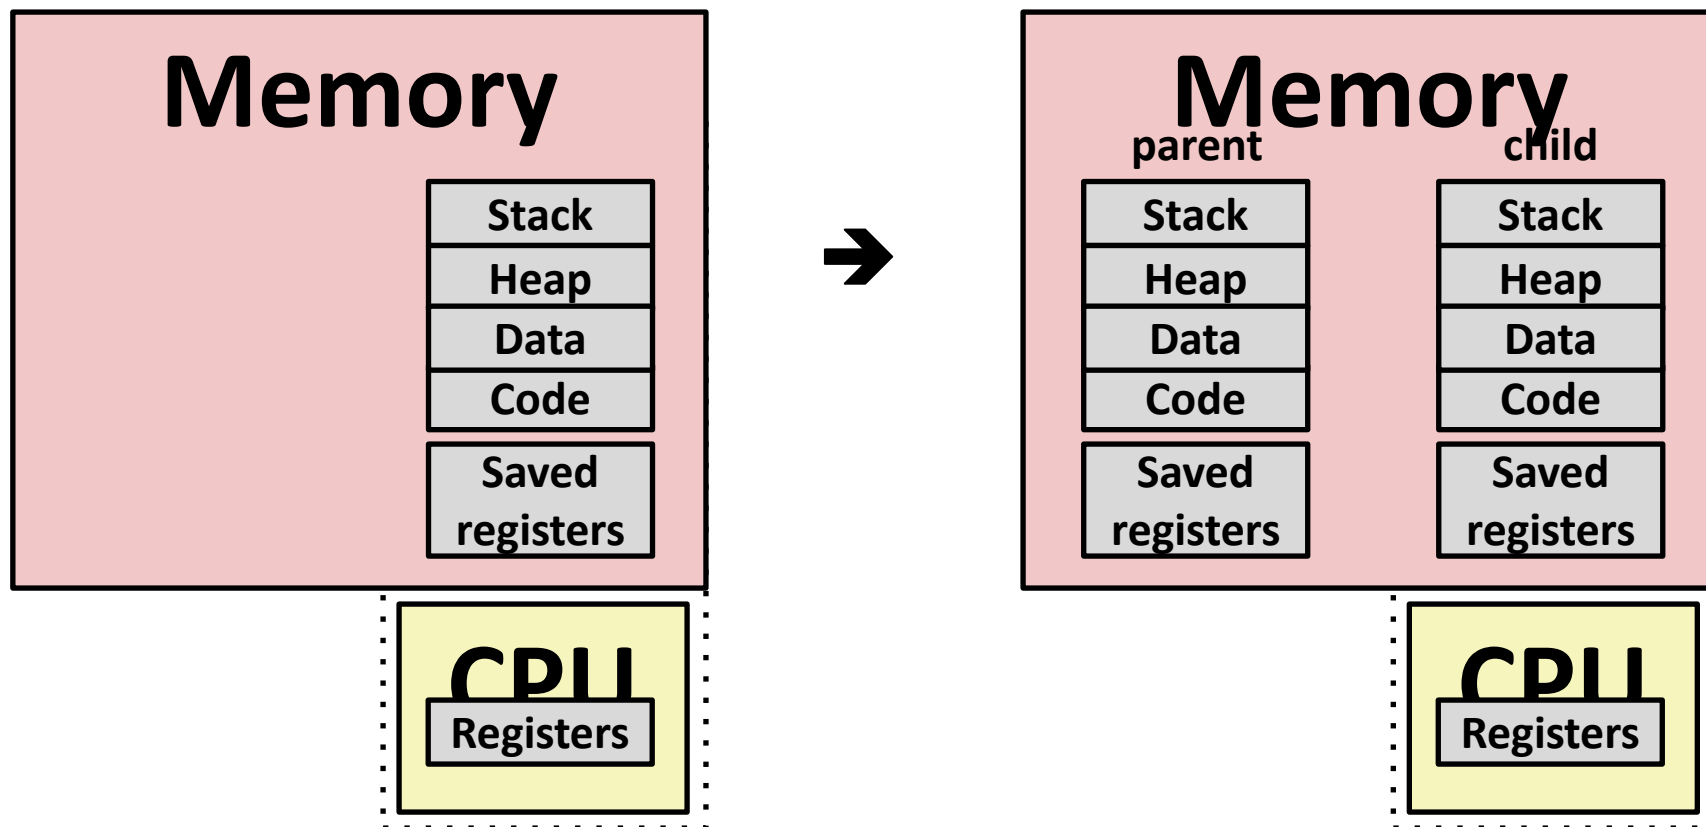 Memory
Stack
Heap
Data
Code
Saved
registers
CPU
Registers
➔
Memory
parent
child
Stack
Heap
Data
Code
Saved
registers
Stack
Heap
Data
Code
Saved
registers
CPU
Registers